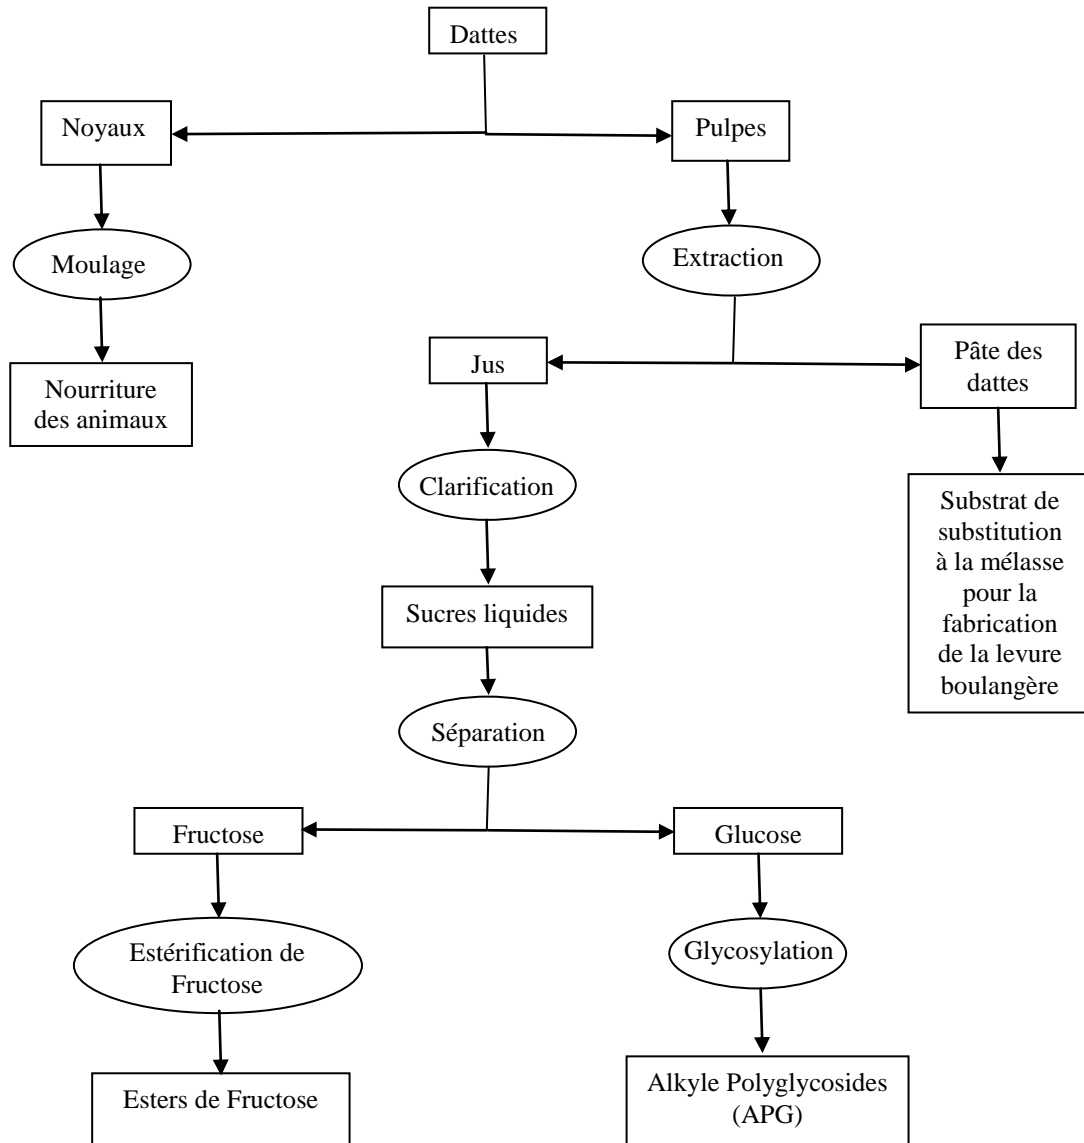 Dattes
Noyaux
Pulpes
Moulage
Extraction
Jus
Pâte des
dattes
Nourriture
des animaux
Clarification
Substrat de
substitution
à la mélasse
pour la
fabrication
de la levure
boulangère
Sucres liquides
Séparation
Fructose
Glucose
Estérification de
Fructose
Glycosylation
Esters de Fructose
Alkyle Polyglycosides
(APG)